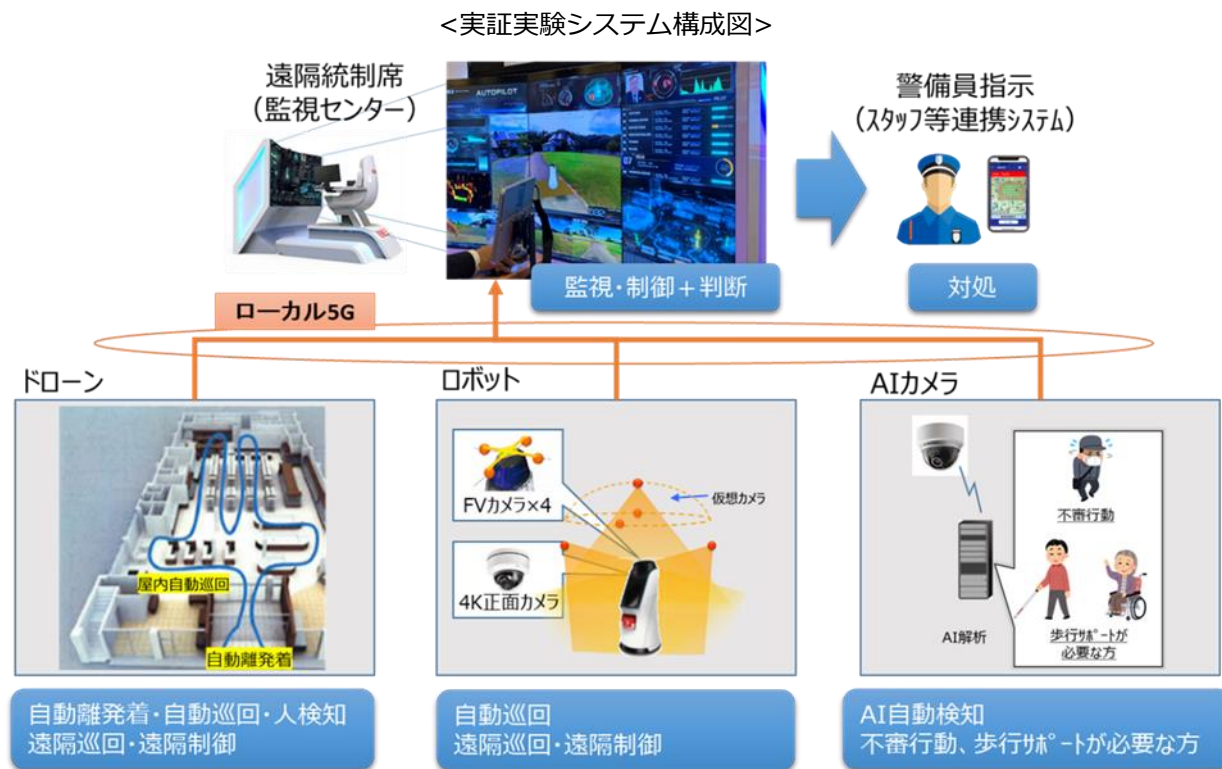 <実証実験システム構成図>
遠隔統制席
（監視センター）
AUTOPILOT
警備員指示
（ｽﾀｯﾌ等連携ｼｽﾃﾑ）
監視･制御＋判断
対処
ローカル5G
ドローン
ロボット
AIカメラ
屋内自動巡回
自動離発着
FVカメラ×4
4K正面カメラ
仮想カメラ
不審行動
AI解析
歩行ｻﾎﾟｰﾄが
必要な方
自動離発着･自動巡回･人検知
遠隔巡回･遠隔制御
自動巡回
遠隔巡回･遠隔制御
AI自動検知
不審行動、歩行ｻﾎﾟｰﾄが必要な方